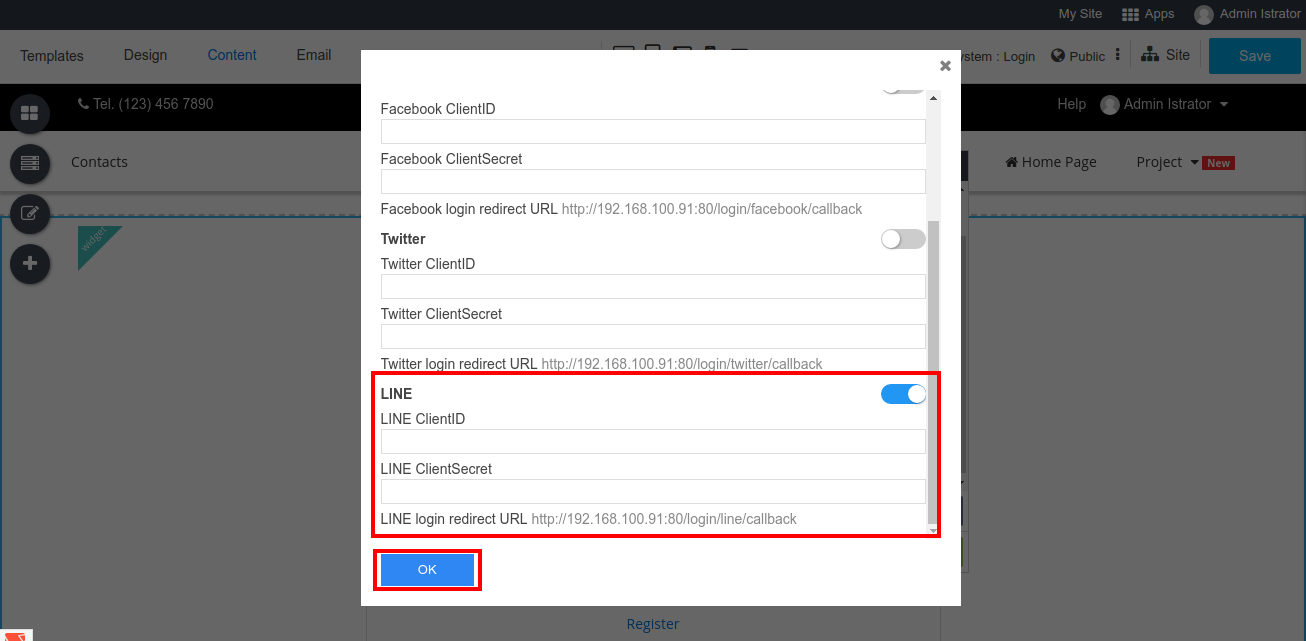 My Site Apps Admin Istrator
Templates Design Content Email ystem : Login Public Site Save
Tel. (123) 456 7890 Help Admin Istrator
Contacts Home Page Project New
widget
Facebook ClientID
Facebook ClientSecret
Facebook login redirect URL http://192.168.100.91:80/login/facebook/callback
Twitter
Twitter ClientID
Twitter ClientSecret
Twitter login redirect URL http://192.168.100.91:80/login/twitter/callback
LINE
LINE ClientID
LINE ClientSecret
LINE login redirect URL http://192.168.100.91:80/login/line/callback
OK
Register